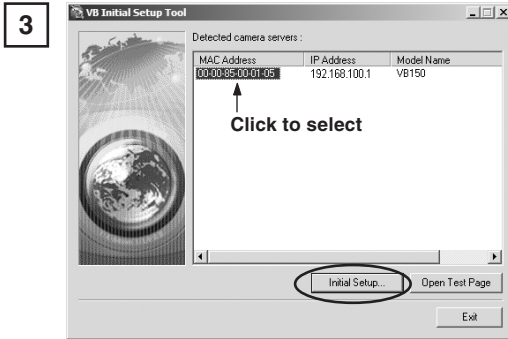 3
VB Initial Setup Tool
Detected camera servers :
MAC Address IP Address Model Name
00-00-85-00-01-05 192.168.100.1 VB150
Click to select
Initial Setup... Open Test Page
Exit